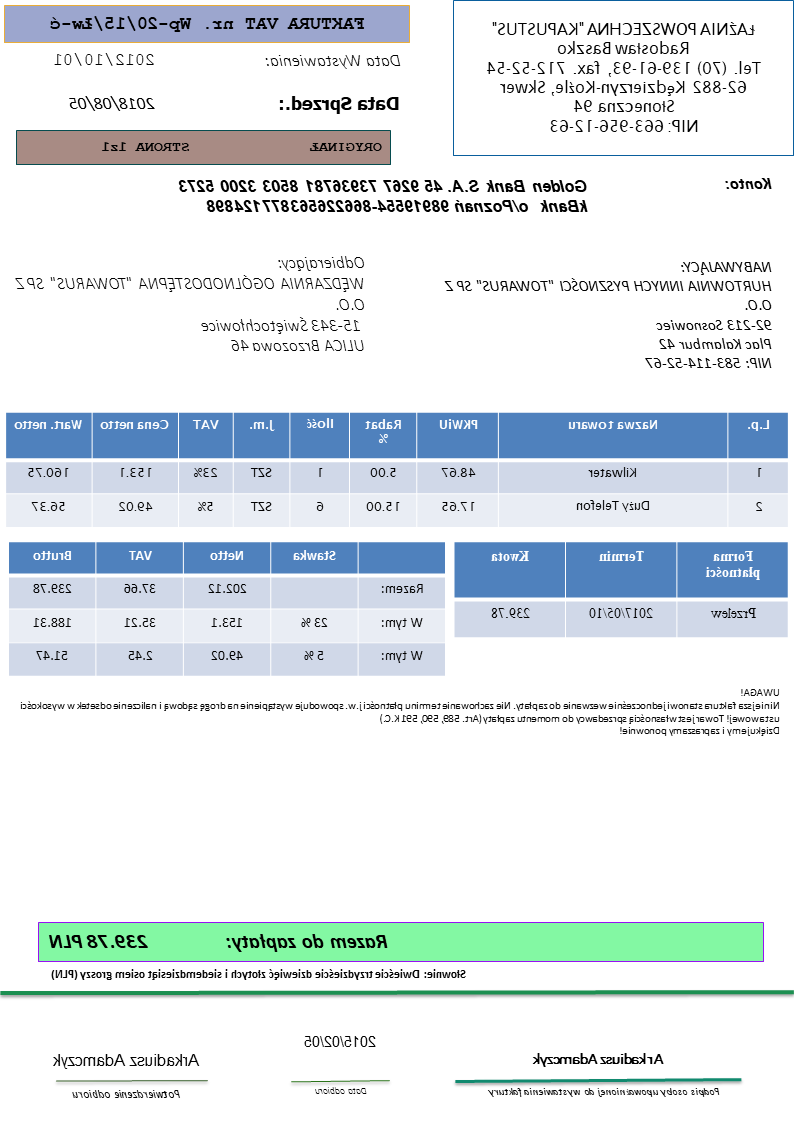 ŁAŹNIA POWSZECHNA "KAPUSTUS"
Radosław Baszko
Tel. (70) 139-61-93, fax. 712-52-54
62-882 Kędzierzyn-Koźle, Skwer
Słoneczna 94
NIP: 663-956-12-63
FAKTURA VAT nr. Wp-20/15/Łw-ć
Data Wystawienia: 2012/10/01
Data Sprzed.: 2018/08/05
ORYGINAŁ STRONA 1z1
Konto: Golden Bank S.A. 45 9267 73936781 8503 3200 5273
kBank o/Poznań 98919554-866226563877124898
NABYWAJĄCY:
HURTOWNIA INNYCH PYSZNOŚCI "TOWARUS" SP Z
O.O.
92-213 Sosnowiec
Plac Kalambur 42
NIP: 583-114-52-67
Odbierający:
WĘDZARNIA OGÓLNODOSTĘPNA "TOWARUS" SP Z
O.O.
15-343 Świętochłowice
ULICA Brzozowa 46
L.p. Nazwa towaru PKWiU Rabat % Ilość J.m. VAT Cena netto Wart. netto
1 Kilwater 48.67 5.00 1 SZT 23% 153.1 160.75
2 Duży Telefon 17.65 15.00 6 SZT 5% 49.02 56.37
Forma płatności Termin Kwota
Przelew 2017/05/10 239.78
Stawka Netto VAT Brutto
Razem: 202.12 37.66 239.78
W tym: 23 % 153.1 35.21 188.31
W tym: 5 % 49.02 2.45 51.47
UWAGA!
Niniejsza faktura stanowi jednocześnie wezwanie do zapłaty. Nie zachowanie terminu płatności j.w. spowoduje wystąpienie na drogę sądową i naliczenie odsetek w wysokości
ustawowej! Towar jest własnością sprzedawcy do momentu zapłaty (Art. 589, 590, 591 K.C.)
Dziękujemy i zapraszamy ponownie!
Razem do zapłaty: 239.78 PLN
Słownie: Dwieście trzydzieście dziewięć złotych i siedemdziesiąt osiem groszy (PLN)
Arkadiusz Adamczyk
Podpis osoby upoważnionej do wystawienia faktury
2015/02/05
Data odbioru
Arkadiusz Adamczyk
Potwierdzenie odbioru